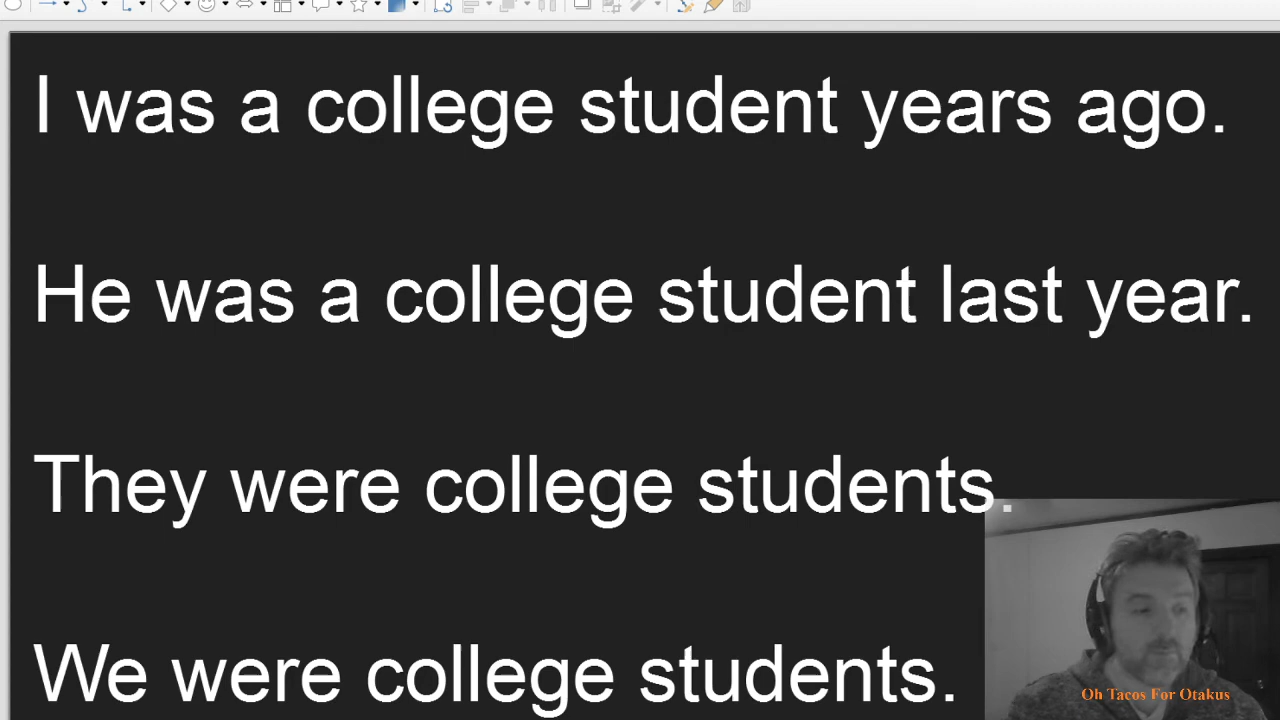 I was a college student years ago.
He was a college student last year.
They were college students.
We were college students.
Oh Tacos For Otakus